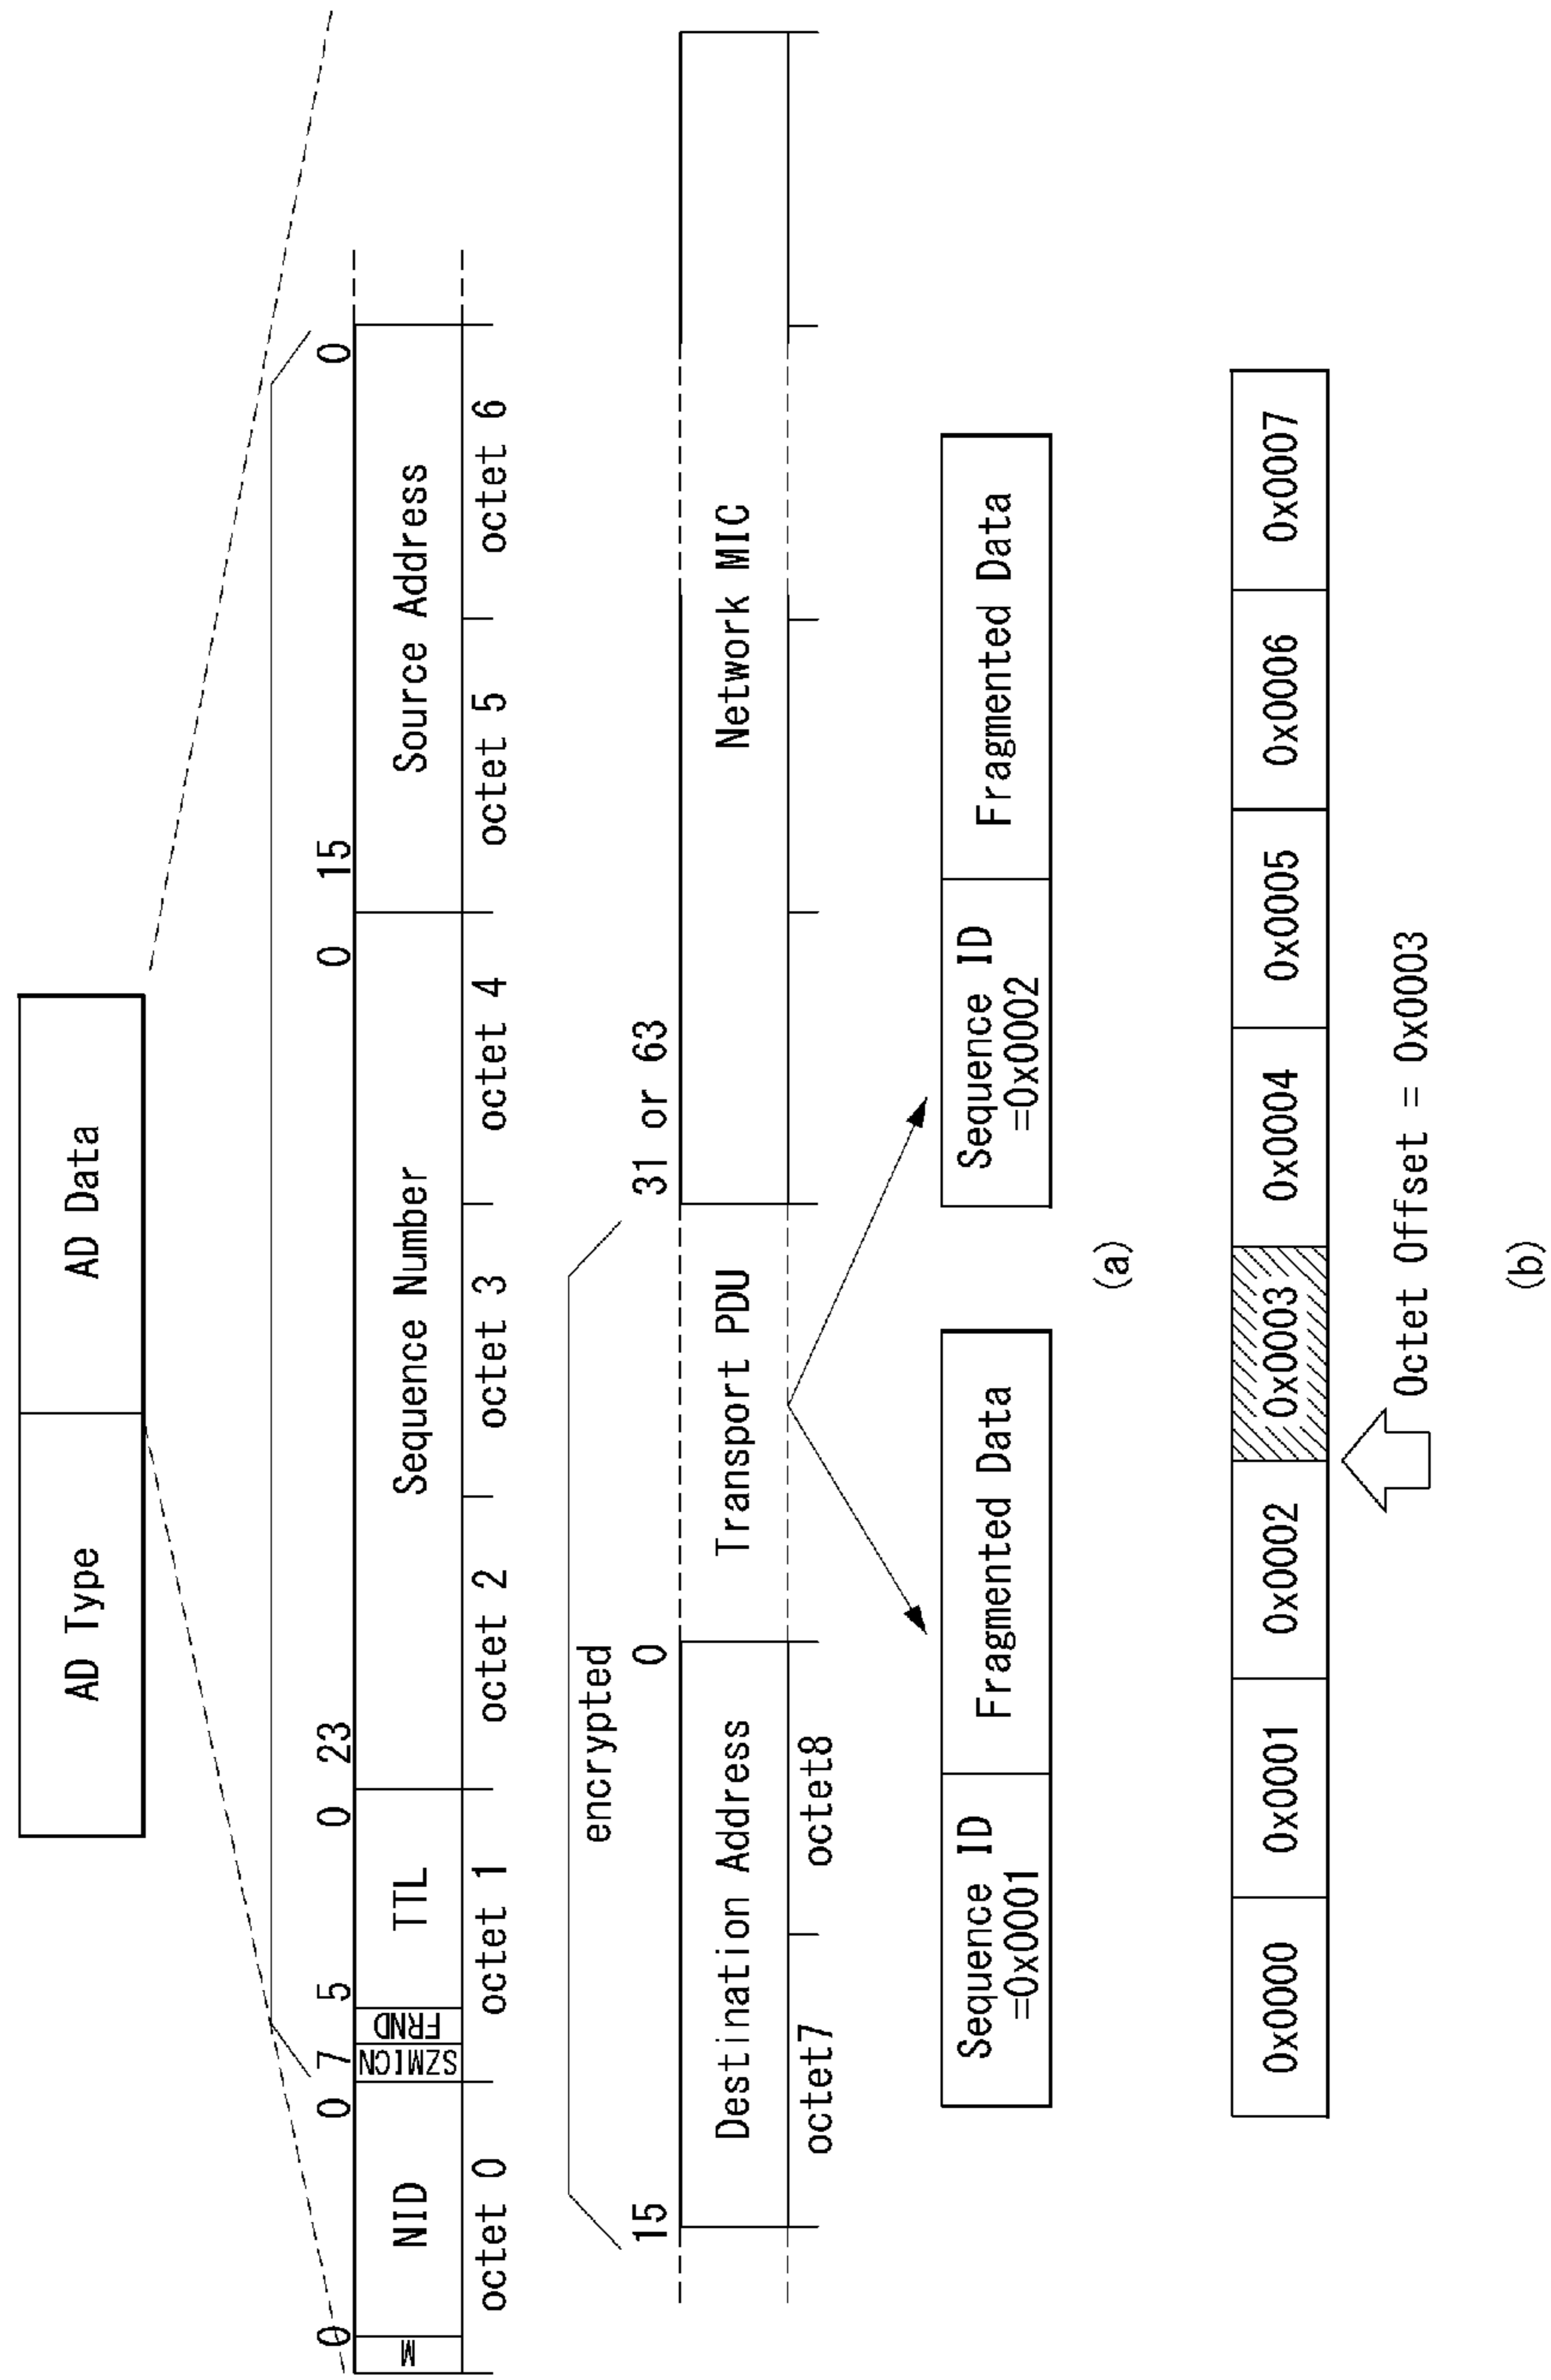 AD Type
AD Data
0
0
7
5
0
23
0
15
0
M
NID
SZMICN
FRND
TTL
Sequence Number
Source Address
octet 0
octet 1
octet 2
octet 3
octet 4
octet 5
octet 6
encrypted
15
0
31 or 63
Destination Address
Transport PDU
Network MIC
octet7
octet8
Sequence ID
=0x0001
Fragmented Data
Sequence ID
=0x0002
Fragmented Data
(a)
0x0000
0x0001
0x0002
0x0003
0x0004
0x0005
0x0006
0x0007
Octet Offset = 0x0003
(b)